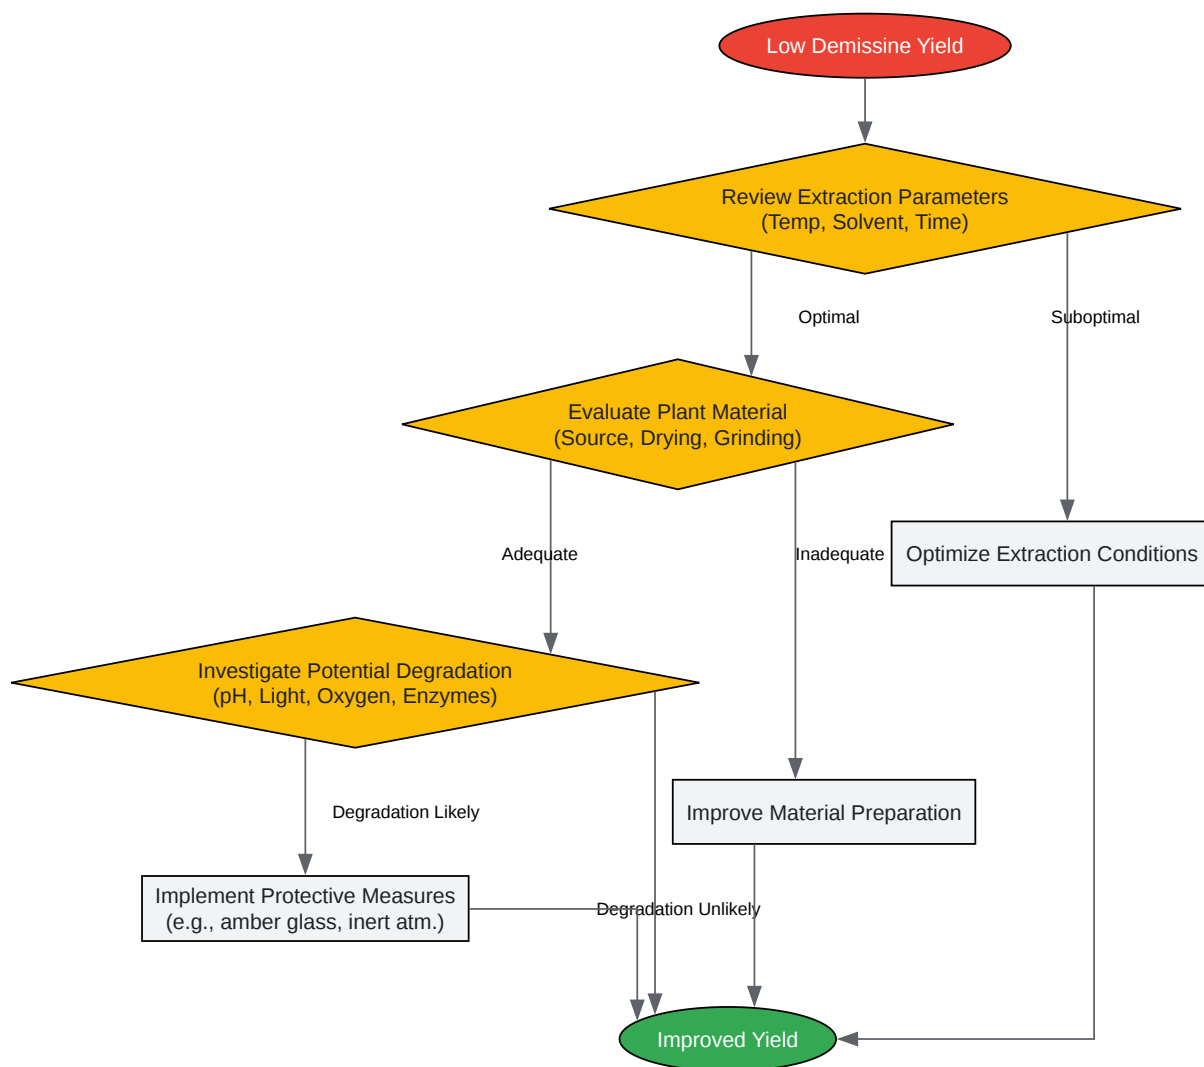 Low Demissine Yield
Review Extraction Parameters
(Temp, Solvent, Time)
Optimal
Suboptimal
Evaluate Plant Material
(Source, Drying, Grinding)
Adequate
Inadequate
Optimize Extraction Conditions
Investigate Potential Degradation
(pH, Light, Oxygen, Enzymes)
Degradation Likely
Improve Material Preparation
Implement Protective Measures
(e.g., amber glass, inert atm.)
Degradation Unlikely
Improved Yield